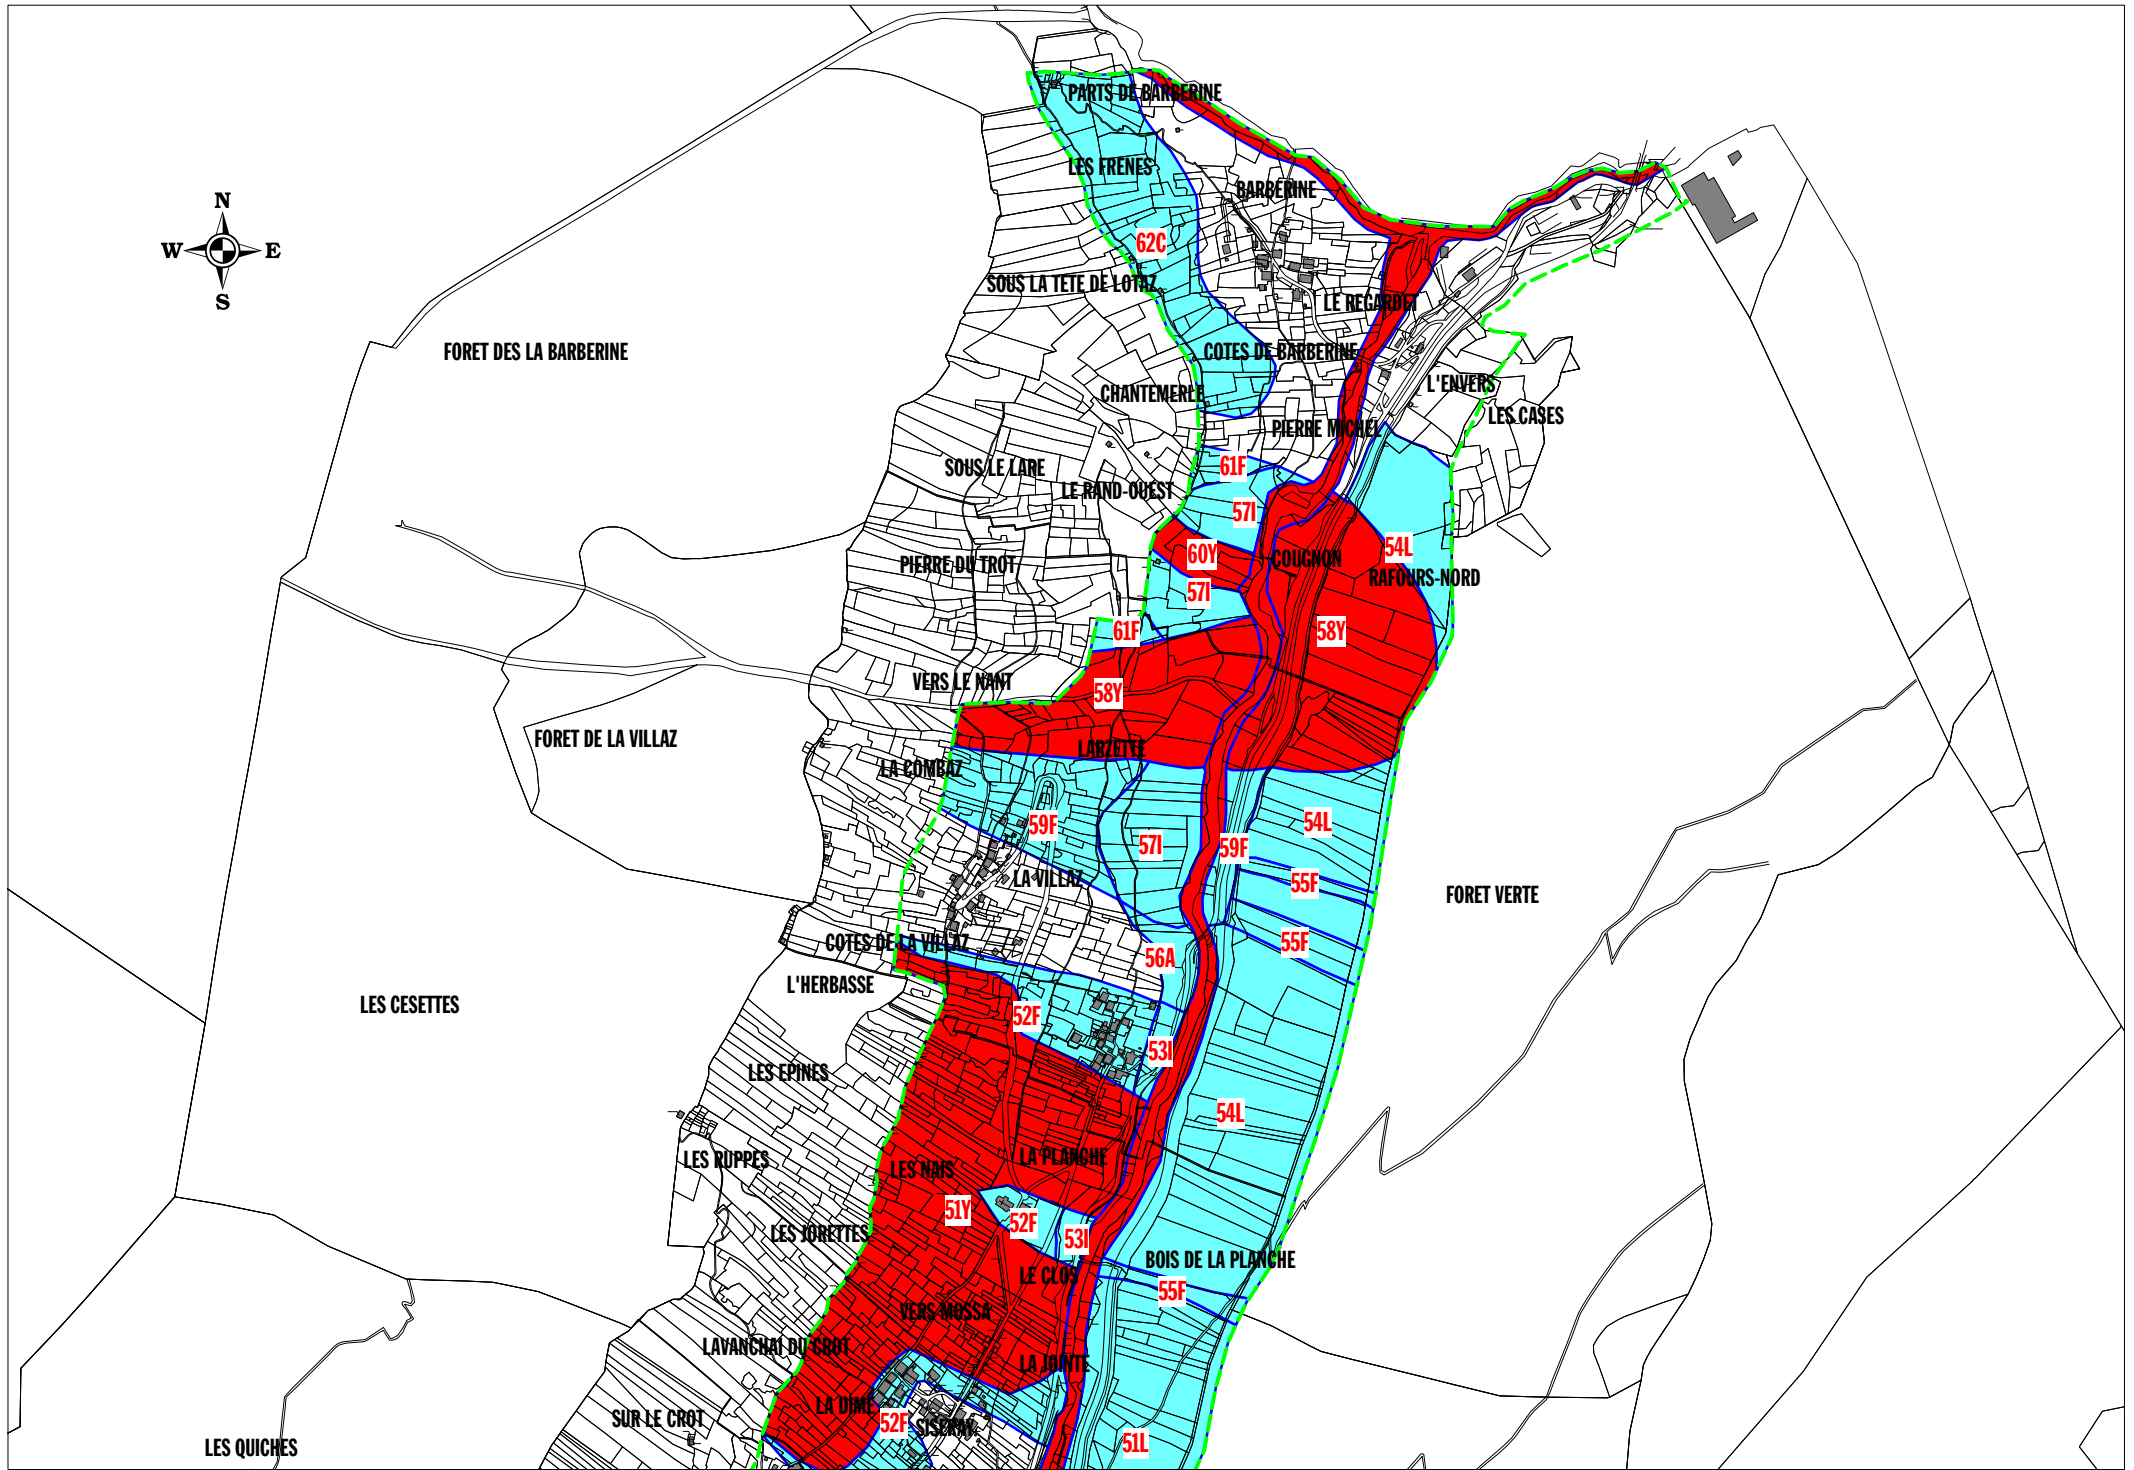 PARTS DE BARBERINE
LES FRENES
BARBERINE
N
W E
S
62C
SOUS LA TETE DE LOTAZ
LE REGARDET
FORET DES LA BARBERINE
COTES DE BARBERINE
L'ENVERS
CHANTEMERLE
LES CASES
PIERRE MICHEL
61F
SOUS LE LARE
LE RAND-OUEST
57I
54L
60Y
COUGNON
PIERRE DU TROT
RAFOURS-NORD
57I
61F
58Y
VERS LE NANT
58Y
FORET DE LA VILLAZ
LARZETTE
LA COMBAZ
59F
54L
57I
59F
LA VILLAZ
55F
FORET VERTE
COTES DE LA VILLAZ
55F
56A
L'HERBASSE
LES CESETTES
52F
53I
LES EPINES
54L
LES RUPPES
LA PLANCHE
LES NAIS
51Y
52F
LES JORETTES
53I
BOIS DE LA PLANCHE
LE CLOS
55F
VERS MOSSA
LAVANCHAI DU CROT
LA JOINTE
LA DIME
SUR LE CROT
52F
SISERAY
51L
LES QUICHES